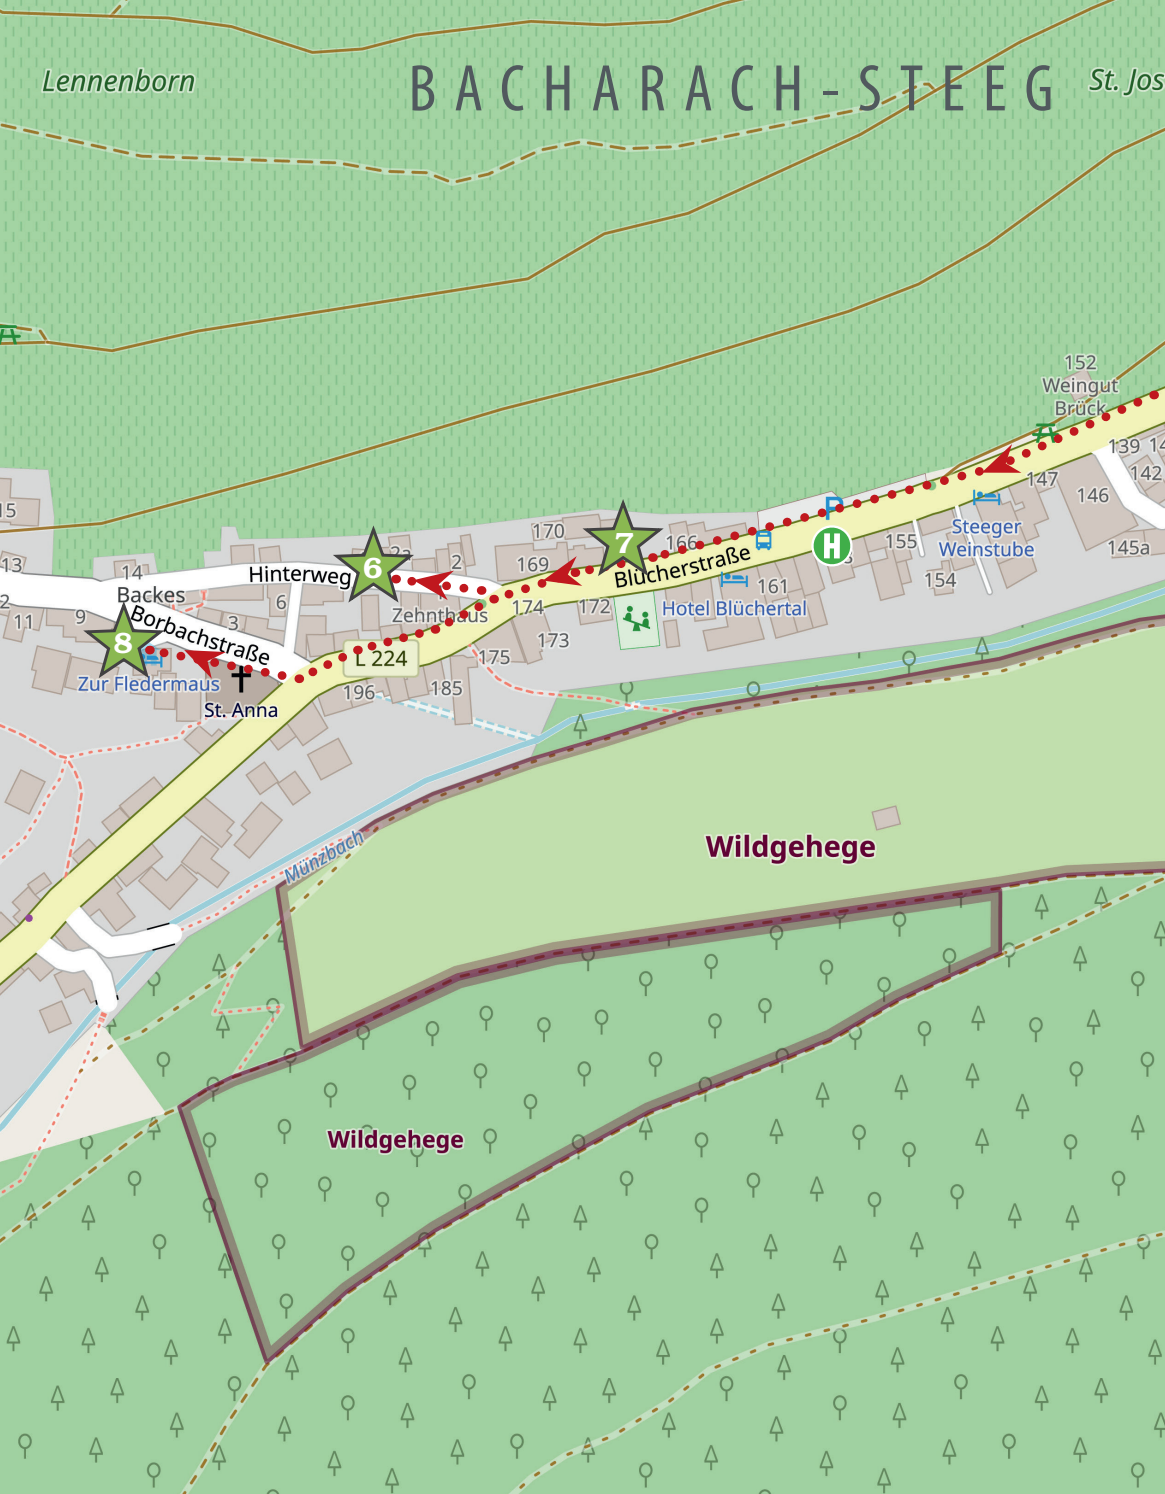 Lennenborn
BACHARACH-STEEG
St. Jos
152
Weingut
Brück
139
14
142
147
146
15
P
Steeger
Weinstube
H
155
145a
154
170
7
166
Blücherstraße
169
161
Hotel Blüchertal
2
6
Hinterweg
13
14
Backes
6
Zehnthaus
174
172
2
11
9
3
Borbachstraße
8
173
L 224
175
Zur Fledermaus
St. Anna
196
185
Münzbach
Wildgehege
Wildgehege